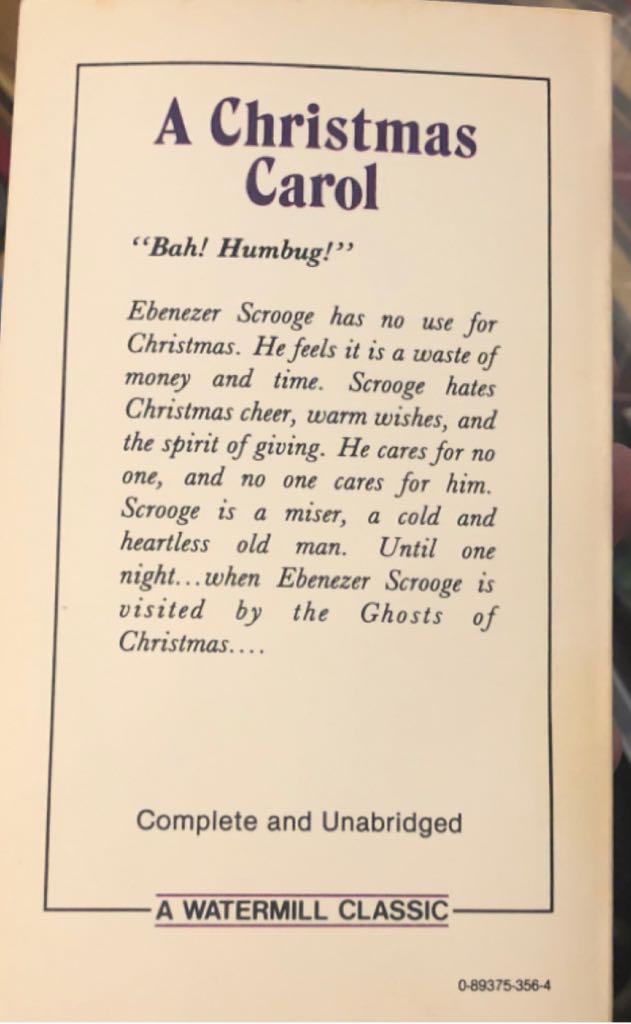 A Christmas
Carol
“Bah! Humbug!”
Ebenezer Scrooge has no use for
Christmas. He feels it is a waste of
money and time. Scrooge hates
Christmas cheer, warm wishes, and
the spirit of giving. He cares for no
one, and no one cares for him.
Scrooge is a miser, a cold and
heartless old man. Until one
night...when Ebenezer Scrooge is
visited by the Ghosts of
Christmas....
Complete and Unabridged
A WATERMILL CLASSIC
0-89375-356-4